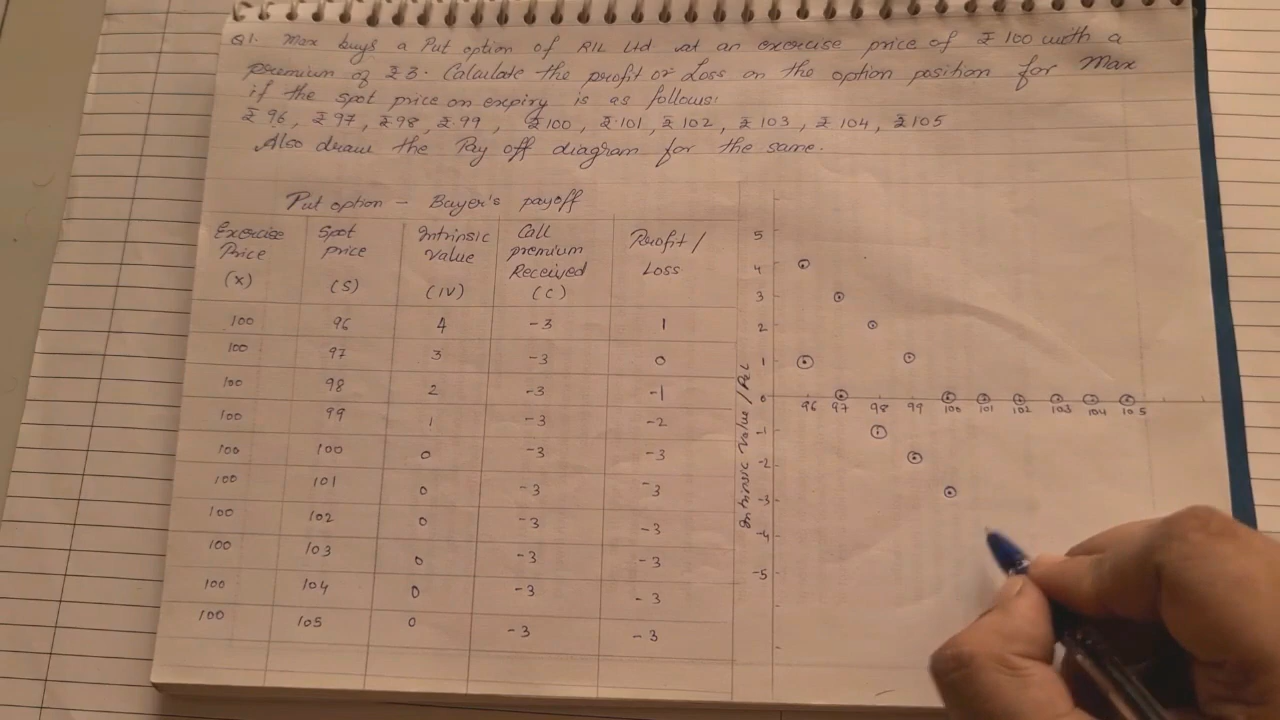 Q1. Max buys a Put option of RIL Ltd at an exercise price of ₹ 100 with a
premium of ₹ 3. Calculate the profit or Loss on the option position for Max
if the spot price on expiry is as follows:
₹ 96, ₹ 97, ₹ 98, ₹ 99, ₹ 100, ₹ 101, ₹ 102, ₹ 103, ₹ 104, ₹ 105
Also draw the Pay off diagram for the same.
Put option - Buyer's payoff
Exercise Price (X) Spot price (S) Intrinsic Value (IV) Call premium Received (C) Profit / Loss
100 96 4 -3 1
100 97 3 -3 0
100 98 2 -3 -1
100 99 1 -3 -2
100 100 0 -3 -3
100 101 0 -3 -3
100 102 0 -3 -3
100 103 0 -3 -3
100 104 0 -3 -3
100 105 0 -3 -3
Intrinsic Value / P&L
5
4
3
2
1
0
-1
-2
-3
-4
-5
96 97 98 99 100 101 102 103 104 105